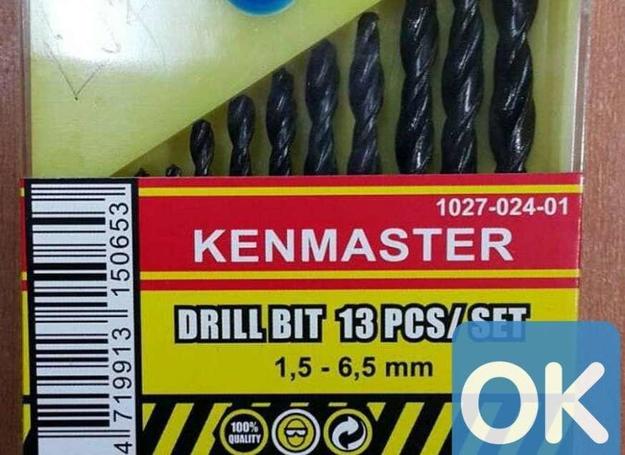 1027-024-01
KENMASTER
DRILL BIT 13 PCS/ SET
1,5 - 6,5 mm
100%
QUALITY
4 719913 150653
OK